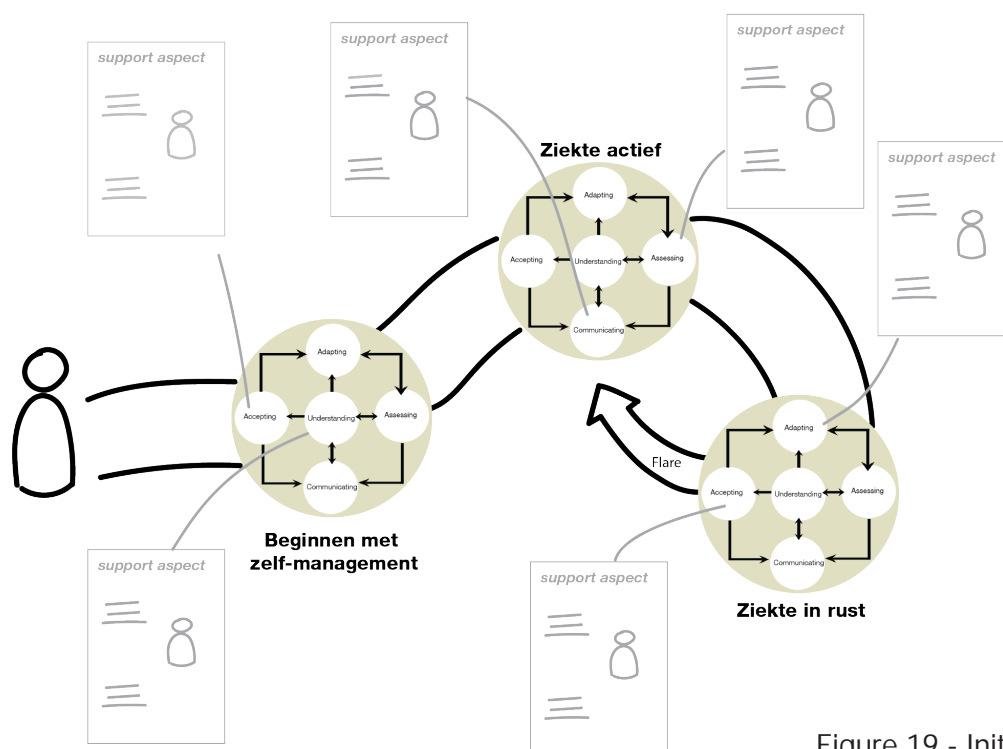 support aspect
support aspect
support aspect
support aspect
Ziekte actief
Adapting
Accepting
Understanding
Assessing
Communicating
Adapting
Accepting
Understanding
Assessing
Communicating
Beginnen met
zelf-management
Flare
Adapting
Accepting
Understanding
Assessing
Communicating
Ziekte in rust
support aspect
support aspect
Figure 19 - Init